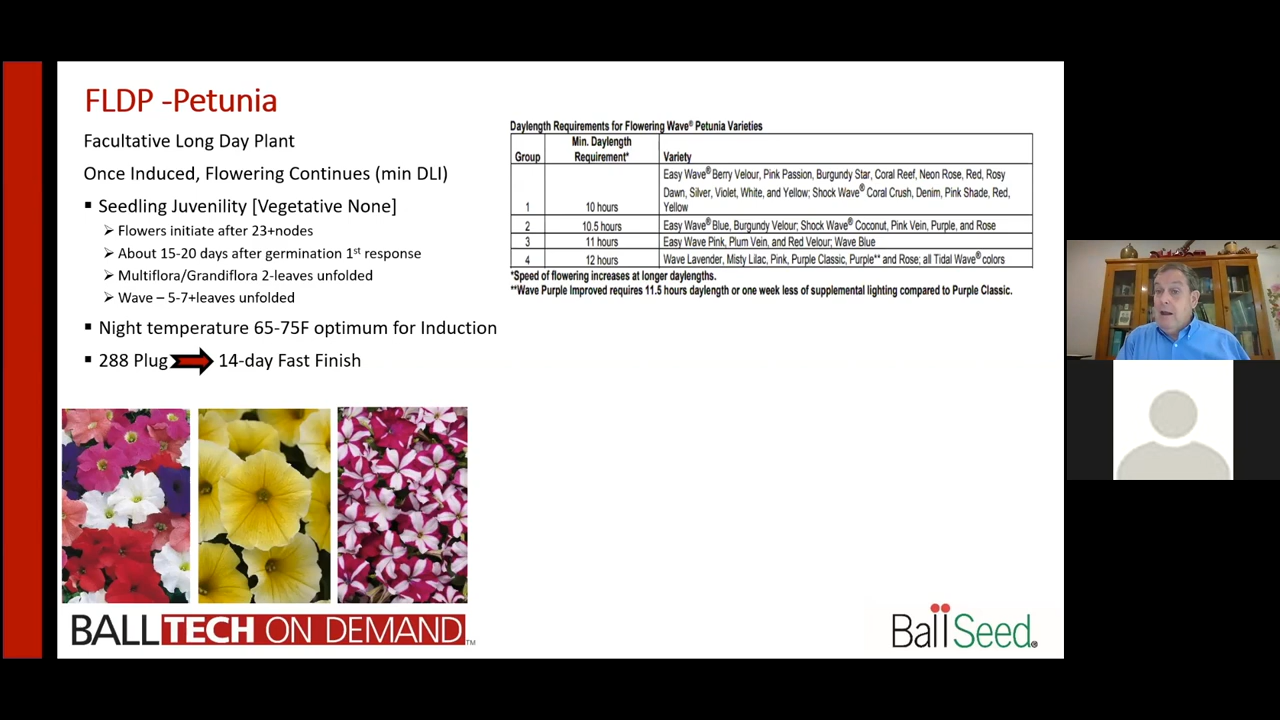 FLDP -Petunia
Facultative Long Day Plant
Once Induced, Flowering Continues (min DLI)
▪ Seedling Juvenility [Vegetative None]
➢ Flowers initiate after 23+nodes
➢ About 15-20 days after germination 1st response
➢ Multiflora/Grandiflora 2-leaves unfolded
➢ Wave – 5-7+leaves unfolded
▪ Night temperature 65-75F optimum for Induction
▪ 288 Plug 14-day Fast Finish
Daylength Requirements for Flowering Wave® Petunia Varieties
Group Min. Daylength Requirement* Variety
Easy Wave® Berry Velour, Pink Passion, Burgundy Star, Coral Reef, Neon Rose, Red, Rosy
Dawn, Silver, Violet, White, and Yellow; Shock Wave® Coral Crush, Denim, Pink Shade, Red,
1 10 hours Yellow
2 10.5 hours Easy Wave® Blue, Burgundy Velour; Shock Wave® Coconut, Pink Vein, Purple, and Rose
3 11 hours Easy Wave Pink, Plum Vein, and Red Velour; Wave Blue
4 12 hours Wave Lavender, Misty Lilac, Pink, Purple Classic, Purple** and Rose; all Tidal Wave® colors
*Speed of flowering increases at longer daylengths.
**Wave Purple Improved requires 11.5 hours daylength or one week less of supplemental lighting compared to Purple Classic.
BALLTECH ON DEMAND™
Ball Seed®